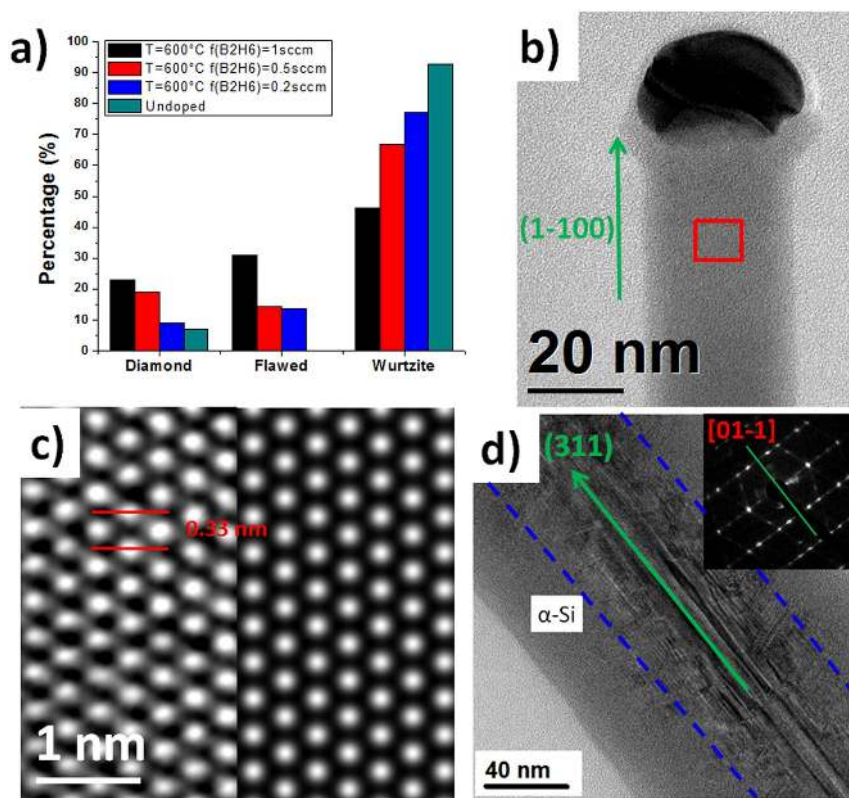 a)
100
90
80
70
60
50
40
30
20
10
0
Percentage (%)
T=600°C f(B2H6)=1sccm
T=600°C f(B2H6)=0.5sccm
T=600°C f(B2H6)=0.2sccm
Undoped
Diamond
Flawed
Wurtzite
b)
(1-100)
20 nm
c)
0.33 nm
1 nm
d)
(311)
[01-1]
α-Si
40 nm